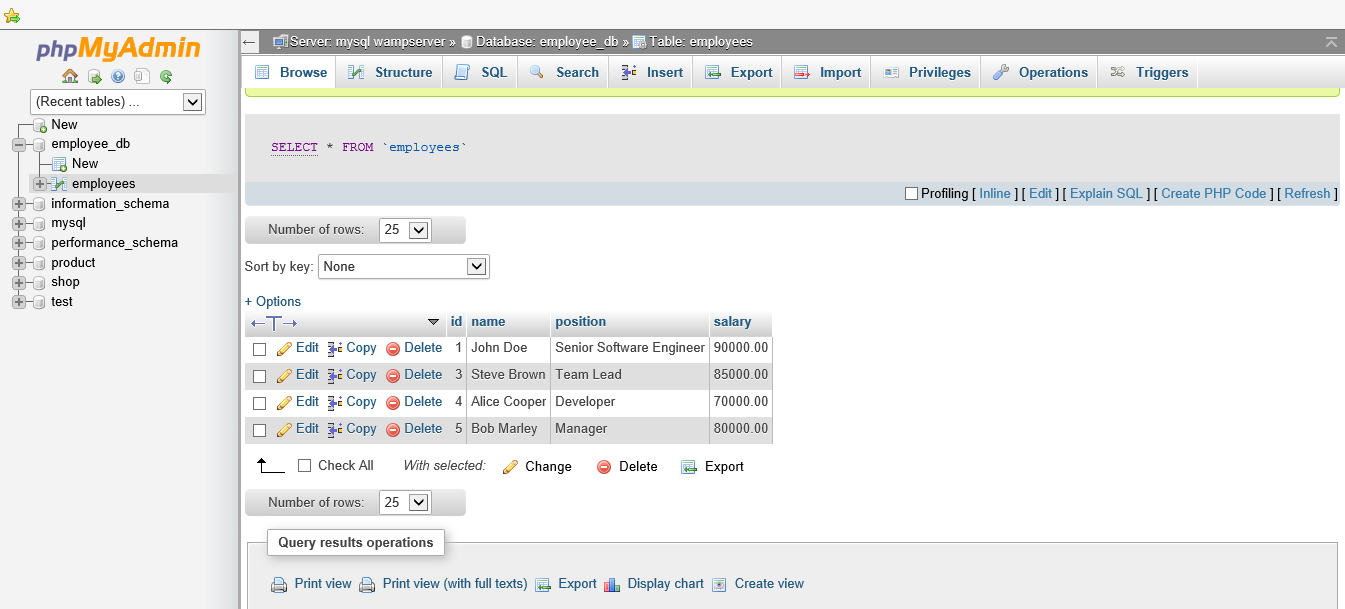 phpMyAdmin
(Recent tables) ...
New
employee_db
New
employees
information_schema
mysql
performance_schema
product
shop
test
Server: mysql wampserver » Database: employee_db » Table: employees
Browse Structure SQL Search Insert Export Import Privileges Operations Triggers
SELECT * FROM `employees`
Profiling [ Inline ] [ Edit ] [ Explain SQL ] [ Create PHP Code ] [ Refresh ]
Number of rows: 25
Sort by key: None
+ Options
←T→ id name position salary
Edit Copy Delete 1 John Doe Senior Software Engineer 90000.00
Edit Copy Delete 3 Steve Brown Team Lead 85000.00
Edit Copy Delete 4 Alice Cooper Developer 70000.00
Edit Copy Delete 5 Bob Marley Manager 80000.00
Check All With selected: Change Delete Export
Number of rows: 25
Query results operations
Print view Print view (with full texts) Export Display chart Create view